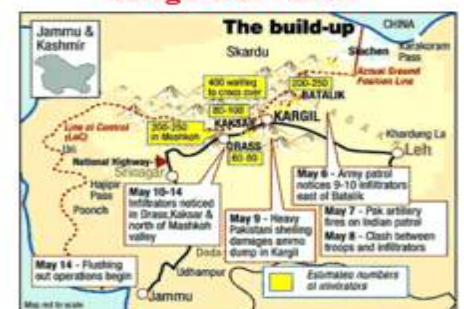 The build-up
CHINA
Jammu &
Kashmir
Skardu
Siachen
Karakoram
Pass
Actual Ground
Position Line
400 waiting
to cross over
200-250
BATALIK
80-100
KAKSAR
KARGIL
Line of Control
(LoC)
200-250
in Mashkoh
DRASS
60-80
Uri
Khardung La
Leh
National Highway
Srinagar
Hajipir
Pass
Poonch
May 10-14
Infiltrators noticed
in Drass,Kaksar &
north of Mashkoh
valley
May 9 - Heavy
Pakistani shelling
damages ammo
dump in Kargil
May 6 - Army patrol
notices 9-10 infiltrators
east of Batalik
May 7 - Pak artillery
fires on Indian patrol
May 8 - Clash between
troops and infiltrators
May 14 - Flushing
out operations begin
Doda
Udhampur
Jammu
Estimated numbers
of infiltrators
Map not to scale